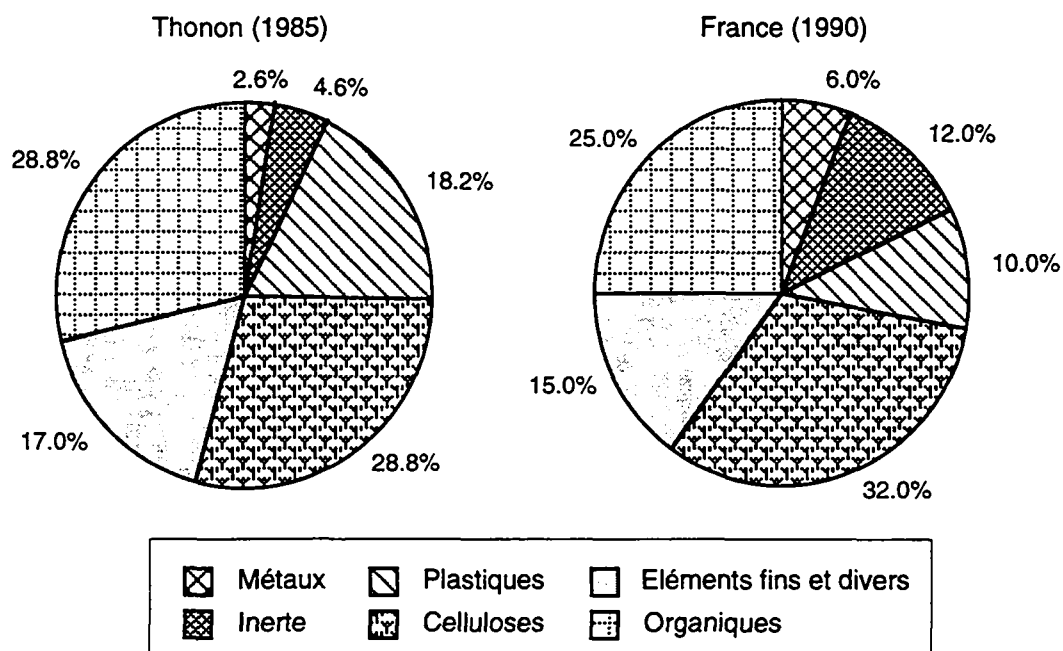 Thonon (1985)
2.6%
4.6%
18.2%
28.8%
17.0%
28.8%
France (1990)
6.0%
12.0%
10.0%
32.0%
15.0%
25.0%
Métaux
Plastiques
Eléments fins et divers
Inerte
Celluloses
Organiques